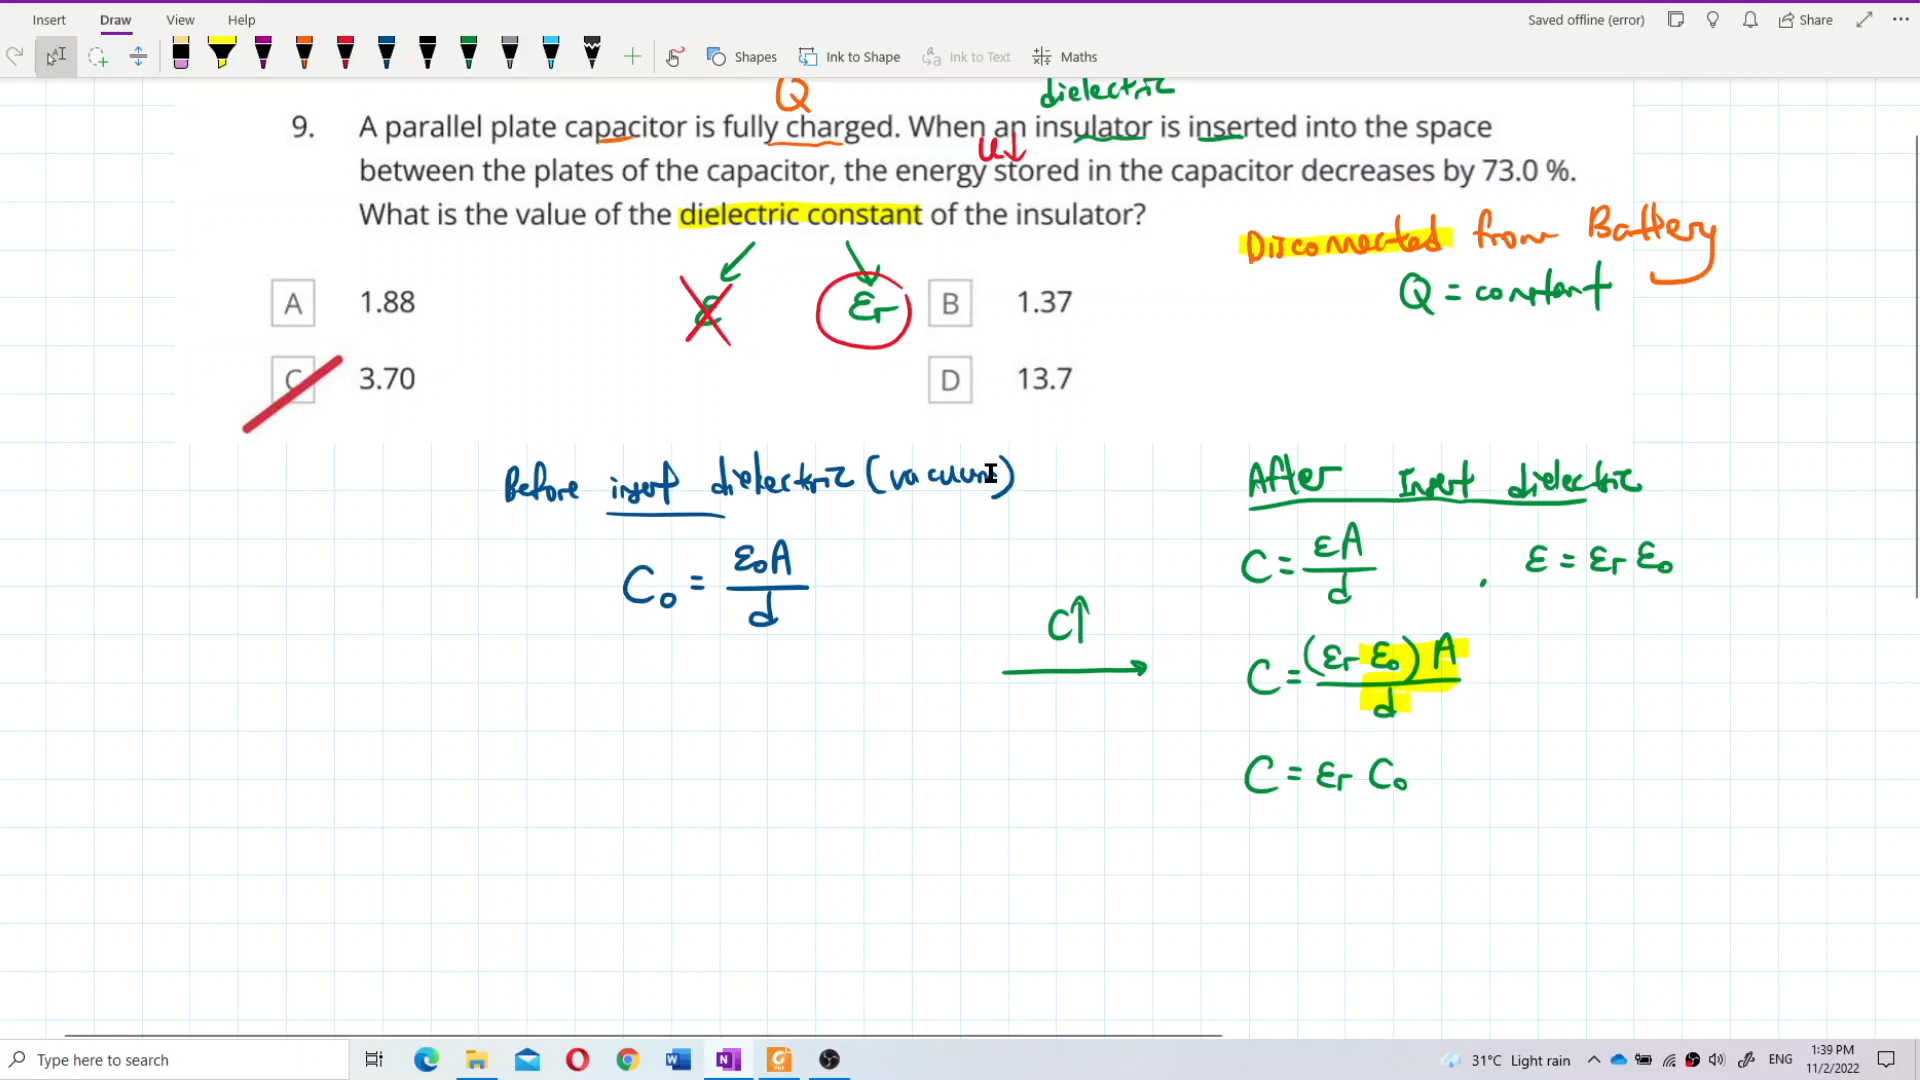 Insert Draw View Help
Saved offline (error) Share
Shapes Ink to Shape Ink to Text Maths
Q dielectric
9. A parallel plate capacitor is fully charged. When an insulator is inserted into the space
U↓
between the plates of the capacitor, the energy stored in the capacitor decreases by 73.0 %.
What is the value of the dielectric constant of the insulator?
Disconnected from Battery
Q = constant
ε εr
A 1.88 B 1.37
C 3.70 D 13.7
Before insert dielectric (vacuum)
C₀ = ε₀A / d
C↑
After Insert dielectric
C = εA / d , ε = εr ε₀
C = (εr ε₀) A / d
C = εr C₀
Type here to search
31°C Light rain ENG 1:39 PM
11/2/2022